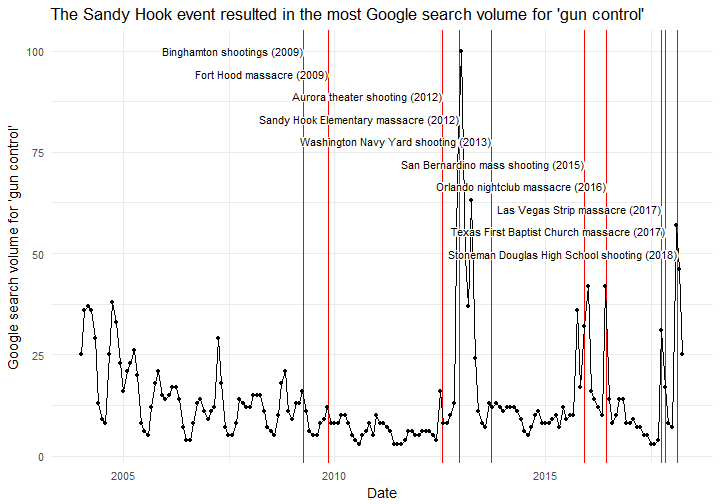 The Sandy Hook event resulted in the most Google search volume for 'gun control'
Google search volume for 'gun control'
100
75
50
25
0
Binghamton shootings (2009)
Fort Hood massacre (2009)
Aurora theater shooting (2012)
Sandy Hook Elementary massacre (2012)
Washington Navy Yard shooting (2013)
San Bernardino mass shooting (2015)
Orlando nightclub massacre (2016)
Las Vegas Strip massacre (2017)
Texas First Baptist Church massacre (2017)
Stoneman Douglas High School shooting (2018)
2005
2010
2015
Date